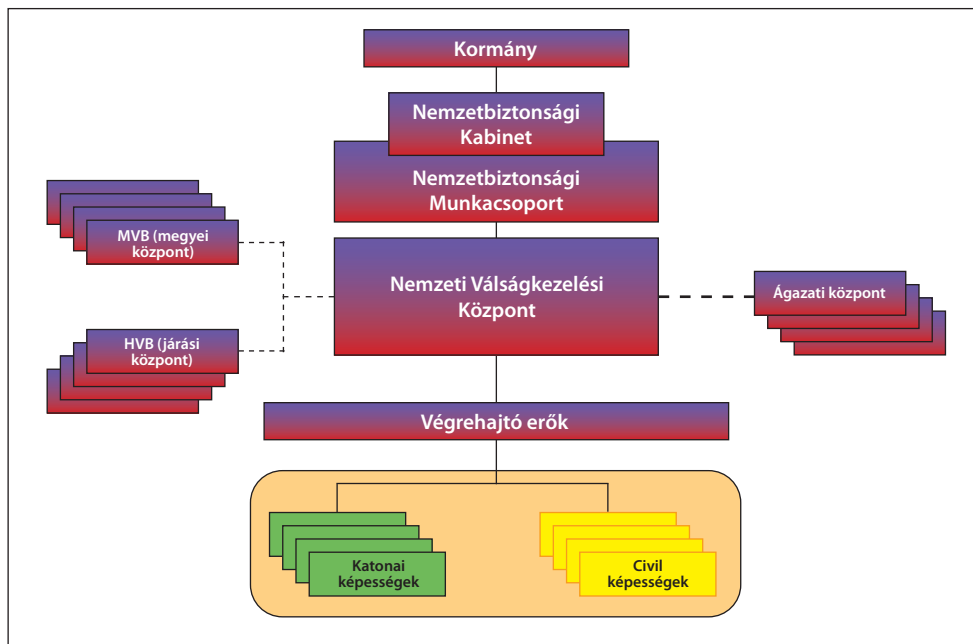 Kormány
Nemzetbiztonsági
Kabinet
Nemzetbiztonsági
Munkacsoport
MVB (megyei
központ)
Nemzeti Válságkezelési
Központ
Ágazati központ
HVB (járási
központ)
Végrehajtó erők
Katonai
képességek
Civil
képességek